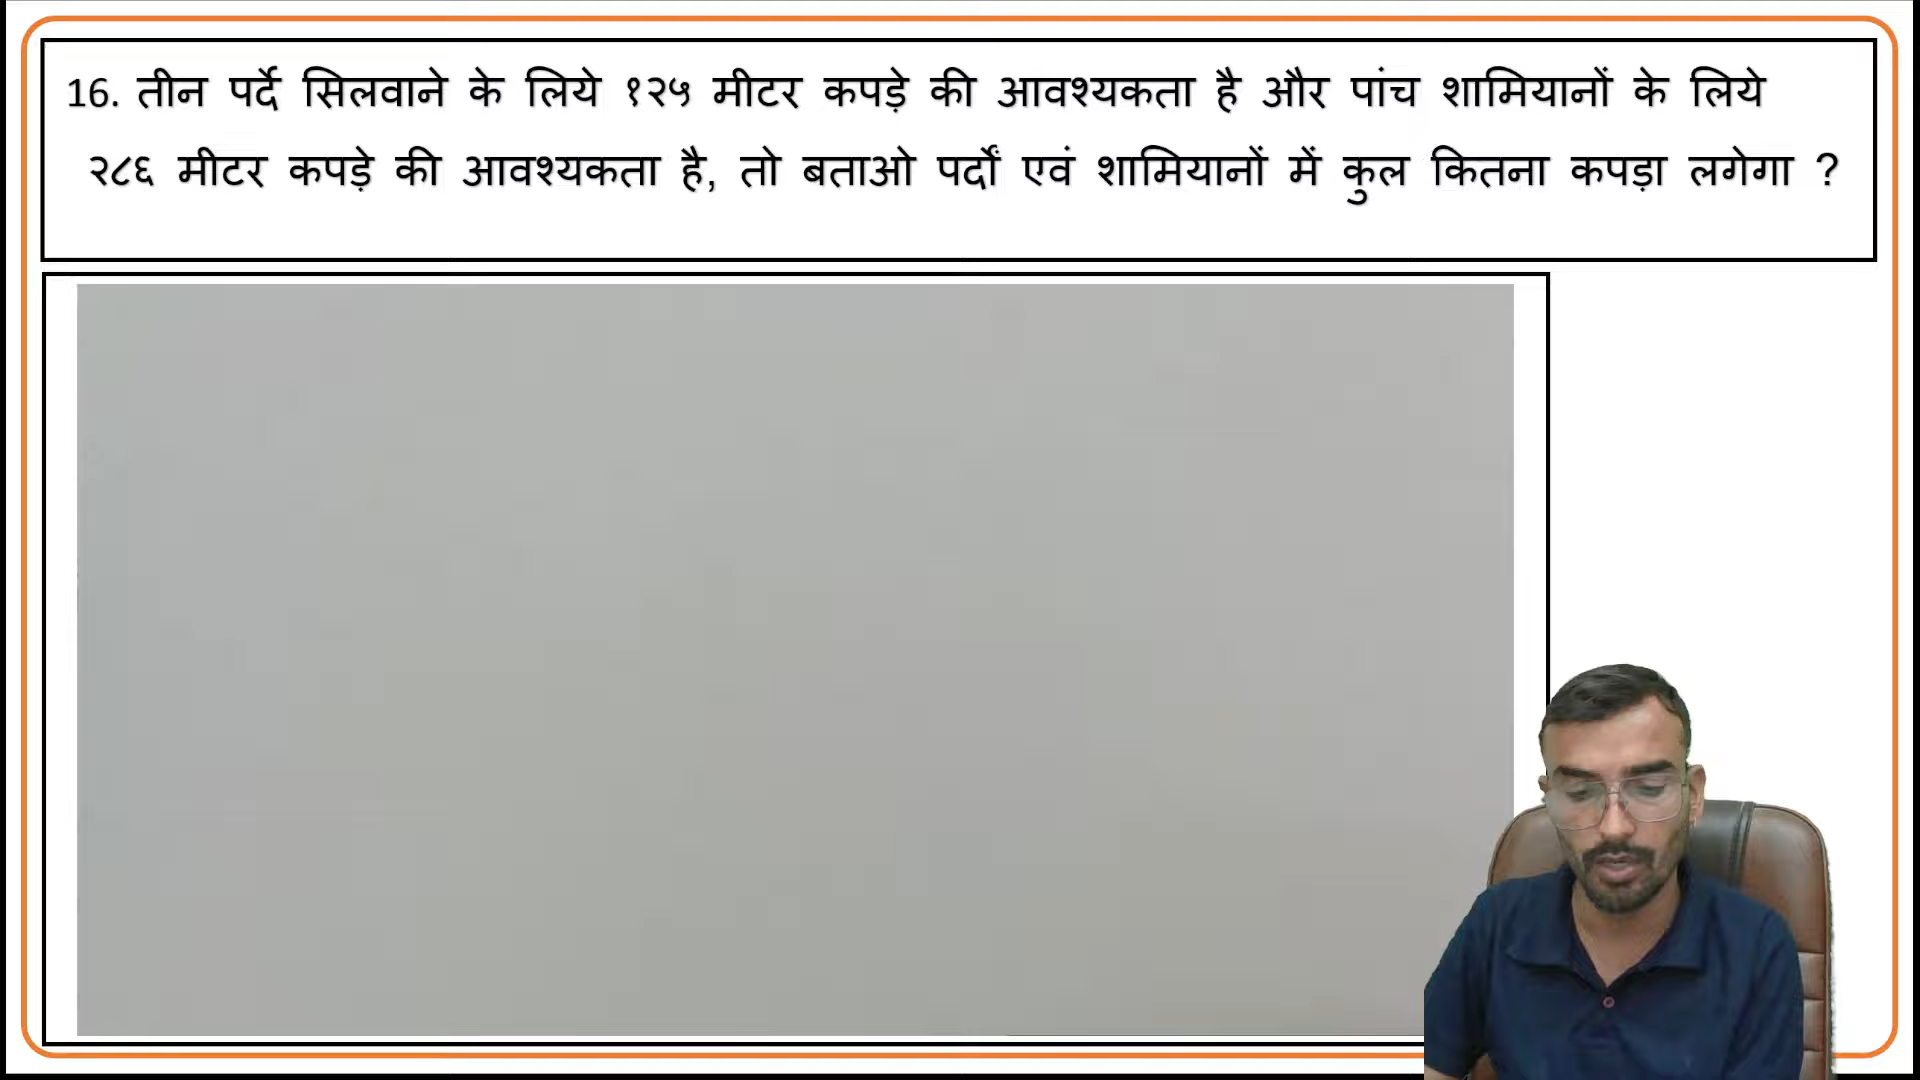 16. तीन पर्दे सिलवाने के लिये १२५ मीटर कपड़े की आवश्यकता है और पांच शामियानों के लिये
२८६ मीटर कपड़े की आवश्यकता है, तो बताओ पर्दों एवं शामियानों में कुल कितना कपड़ा लगेगा ?